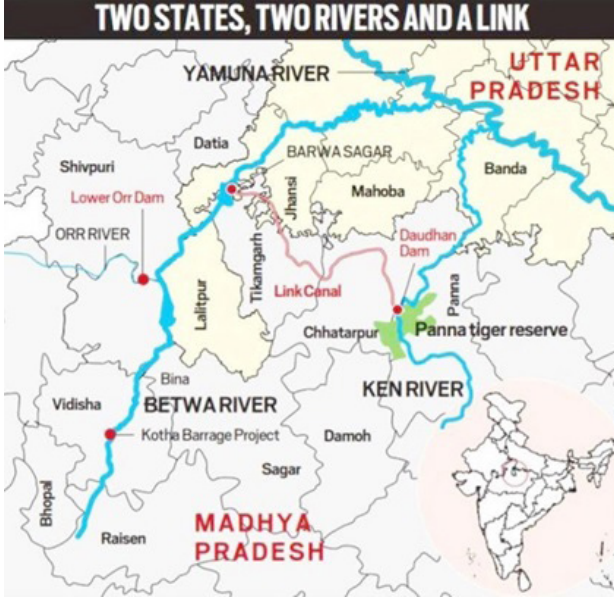 TWO STATES, TWO RIVERS AND A LINK
UTTAR
PRADESH
YAMUNA RIVER
Datia
BARWA SAGAR
Shivpuri
Banda
Jhansi
Mahoba
Lower Orr Dam
ORR RIVER
Daudhan
Dam
Tikamgarh
Link Canal
Lalitpur
Panna
Chhatarpur
Panna tiger reserve
Bina
KEN RIVER
Vidisha
BETWA RIVER
Kotha Barrage Project
Damoh
Sagar
Bhopal
MADHYA
PRADESH
Raisen